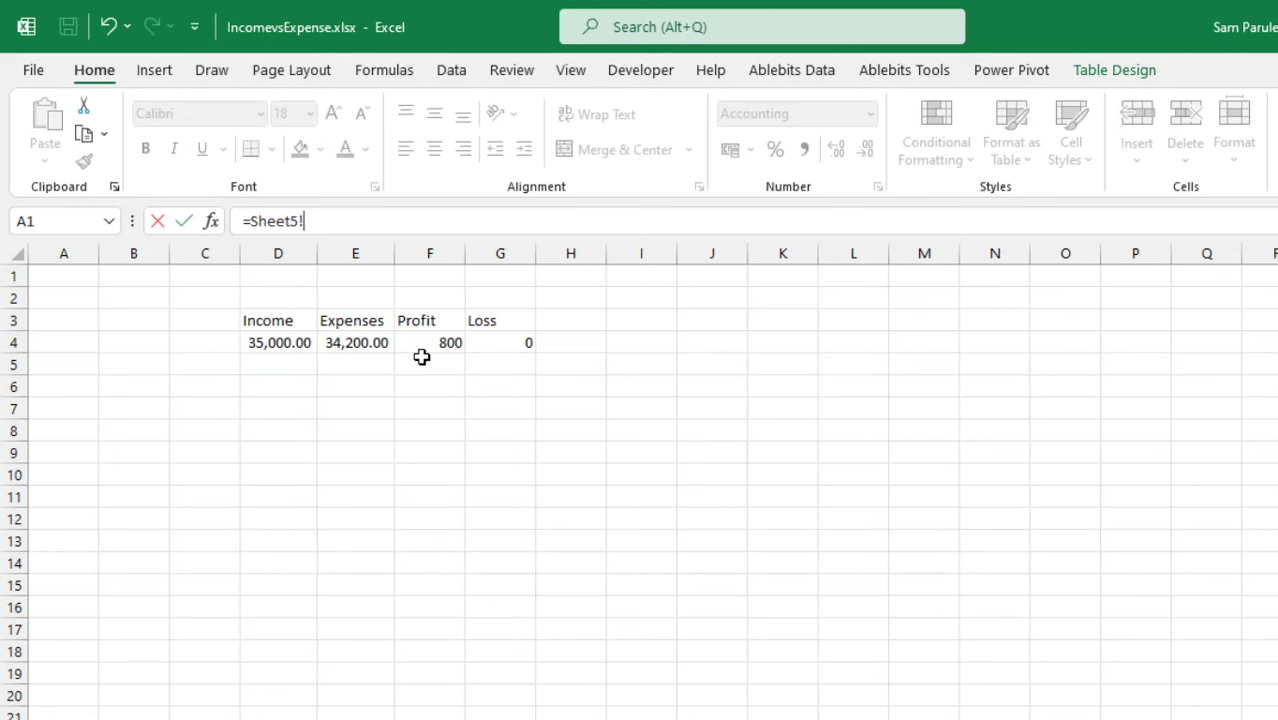 IncomevsExpense.xlsx - Excel
Search (Alt+Q)
Sam Parule
File Home Insert Draw Page Layout Formulas Data Review View Developer Help Ablebits Data Ablebits Tools Power Pivot Table Design
Paste
Calibri 18
B I U
A
Wrap Text
Merge & Center
Accounting
%
Conditional Formatting
Format as Table
Cell Styles
Insert
Delete
Format
Clipboard Font Alignment Number Styles Cells
A1 fx =Sheet5!
A B C D E F G H I J K L M N O P Q
1
2
3 Income Expenses Profit Loss
4 35,000.00 34,200.00 800 0
5
6
7
8
9
10
11
12
13
14
15
16
17
18
19
20
21